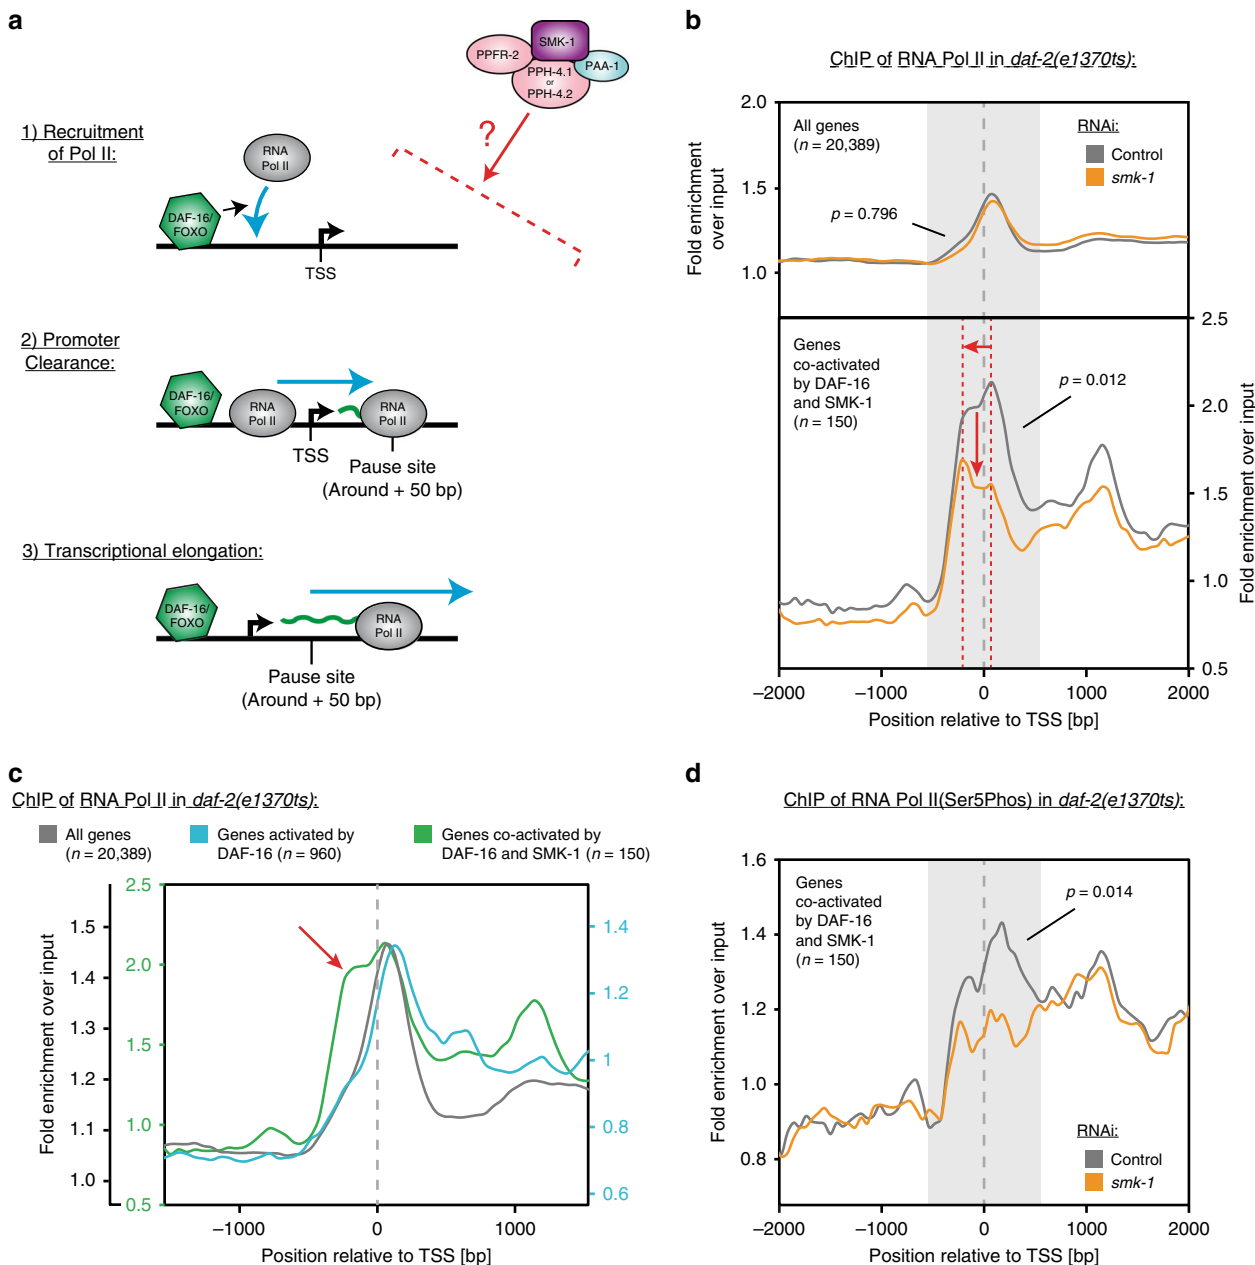 a
PPFR-2
SMK-1
PAA-1
PPH-4.1
or
PPH-4.2
?
1) Recruitment
of Pol II:
RNA
Pol II
DAF-16/
FOXO
TSS
2) Promoter
Clearance:
DAF-16/
FOXO
RNA
Pol II
RNA
Pol II
TSS
Pause site
(Around + 50 bp)
3) Transcriptional elongation:
DAF-16/
FOXO
RNA
Pol II
Pause site
(Around + 50 bp)
b
ChIP of RNA Pol II in daf-2(e1370ts):
2.0
1.5
1.0
Fold enrichment
over input
All genes
(n = 20,389)
RNAi:
Control
smk-1
p = 0.796
Genes
co-activated
by DAF-16
and SMK-1
(n = 150)
p = 0.012
2.5
2.0
1.5
1.0
0.5
Fold enrichment over input
−2000
−1000
0
1000
2000
Position relative to TSS [bp]
c
ChIP of RNA Pol II in daf-2(e1370ts):
All genes
(n = 20,389)
Genes activated by
DAF-16 (n = 960)
Genes co-activated by
DAF-16 and SMK-1 (n = 150)
Fold enrichment over input
1.5
1.4
1.3
1.2
1.1
1.0
2.5
2.0
1.5
1.0
0.5
1.4
1.2
1
0.8
0.6
−1000
0
1000
Position relative to TSS [bp]
d
ChIP of RNA Pol II(Ser5Phos) in daf-2(e1370ts):
Fold enrichment over input
1.6
1.4
1.2
1.0
0.8
Genes
co-activated
by DAF-16
and SMK-1
(n = 150)
p = 0.014
RNAi:
Control
smk-1
−2000
−1000
0
1000
2000
Position relative to TSS [bp]